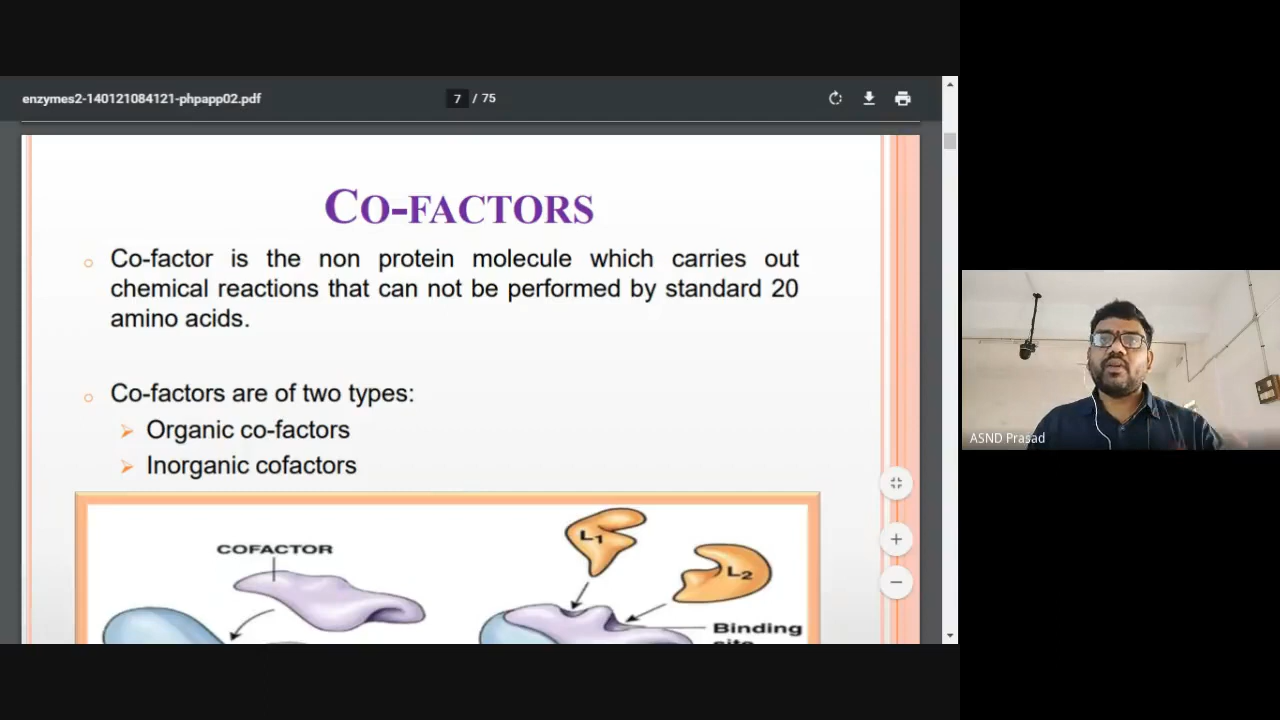 enzymes2-140121084121-phpapp02.pdf
7 / 75
CO-FACTORS
Co-factor is the non protein molecule which carries out
chemical reactions that can not be performed by standard 20
amino acids.
Co-factors are of two types:
Organic co-factors
Inorganic cofactors
COFACTOR
L1
L2
Binding
site
ASND Prasad